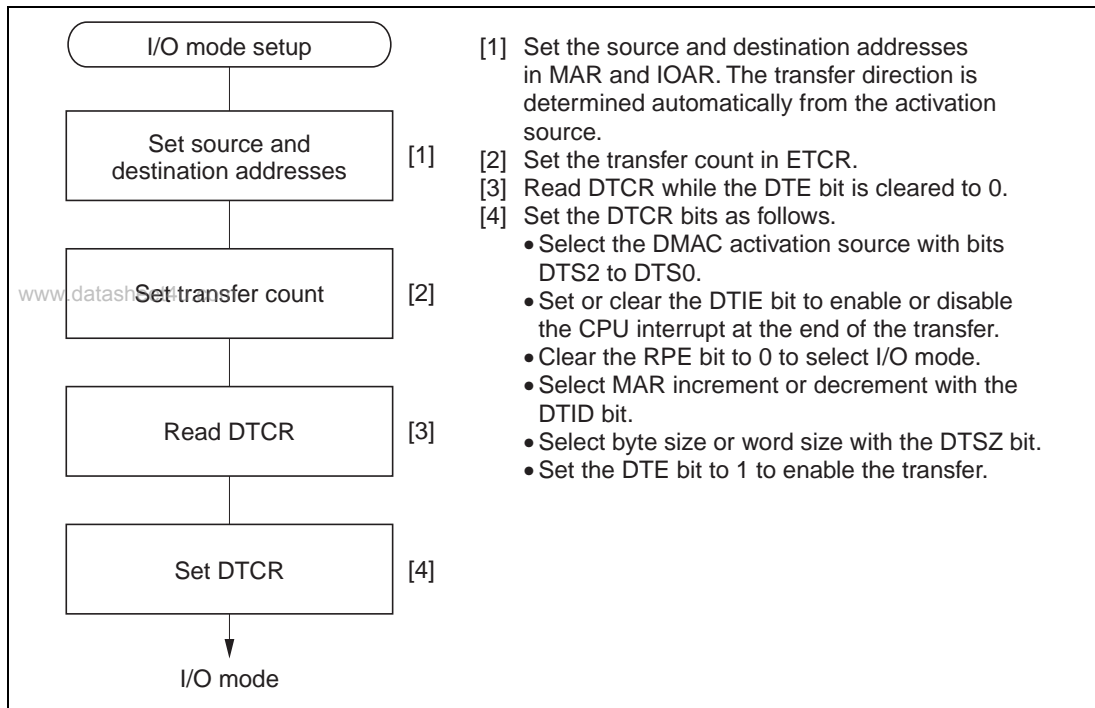 I/O mode setup
Set source and
destination addresses
[1]
Set transfer count
[2]
Read DTCR
[3]
Set DTCR
[4]
I/O mode
[1] Set the source and destination addresses
in MAR and IOAR. The transfer direction is
determined automatically from the activation
source.
[2] Set the transfer count in ETCR.
[3] Read DTCR while the DTE bit is cleared to 0.
[4] Set the DTCR bits as follows.
• Select the DMAC activation source with bits
DTS2 to DTS0.
• Set or clear the DTIE bit to enable or disable
the CPU interrupt at the end of the transfer.
• Clear the RPE bit to 0 to select I/O mode.
• Select MAR increment or decrement with the
DTID bit.
• Select byte size or word size with the DTSZ bit.
• Set the DTE bit to 1 to enable the transfer.